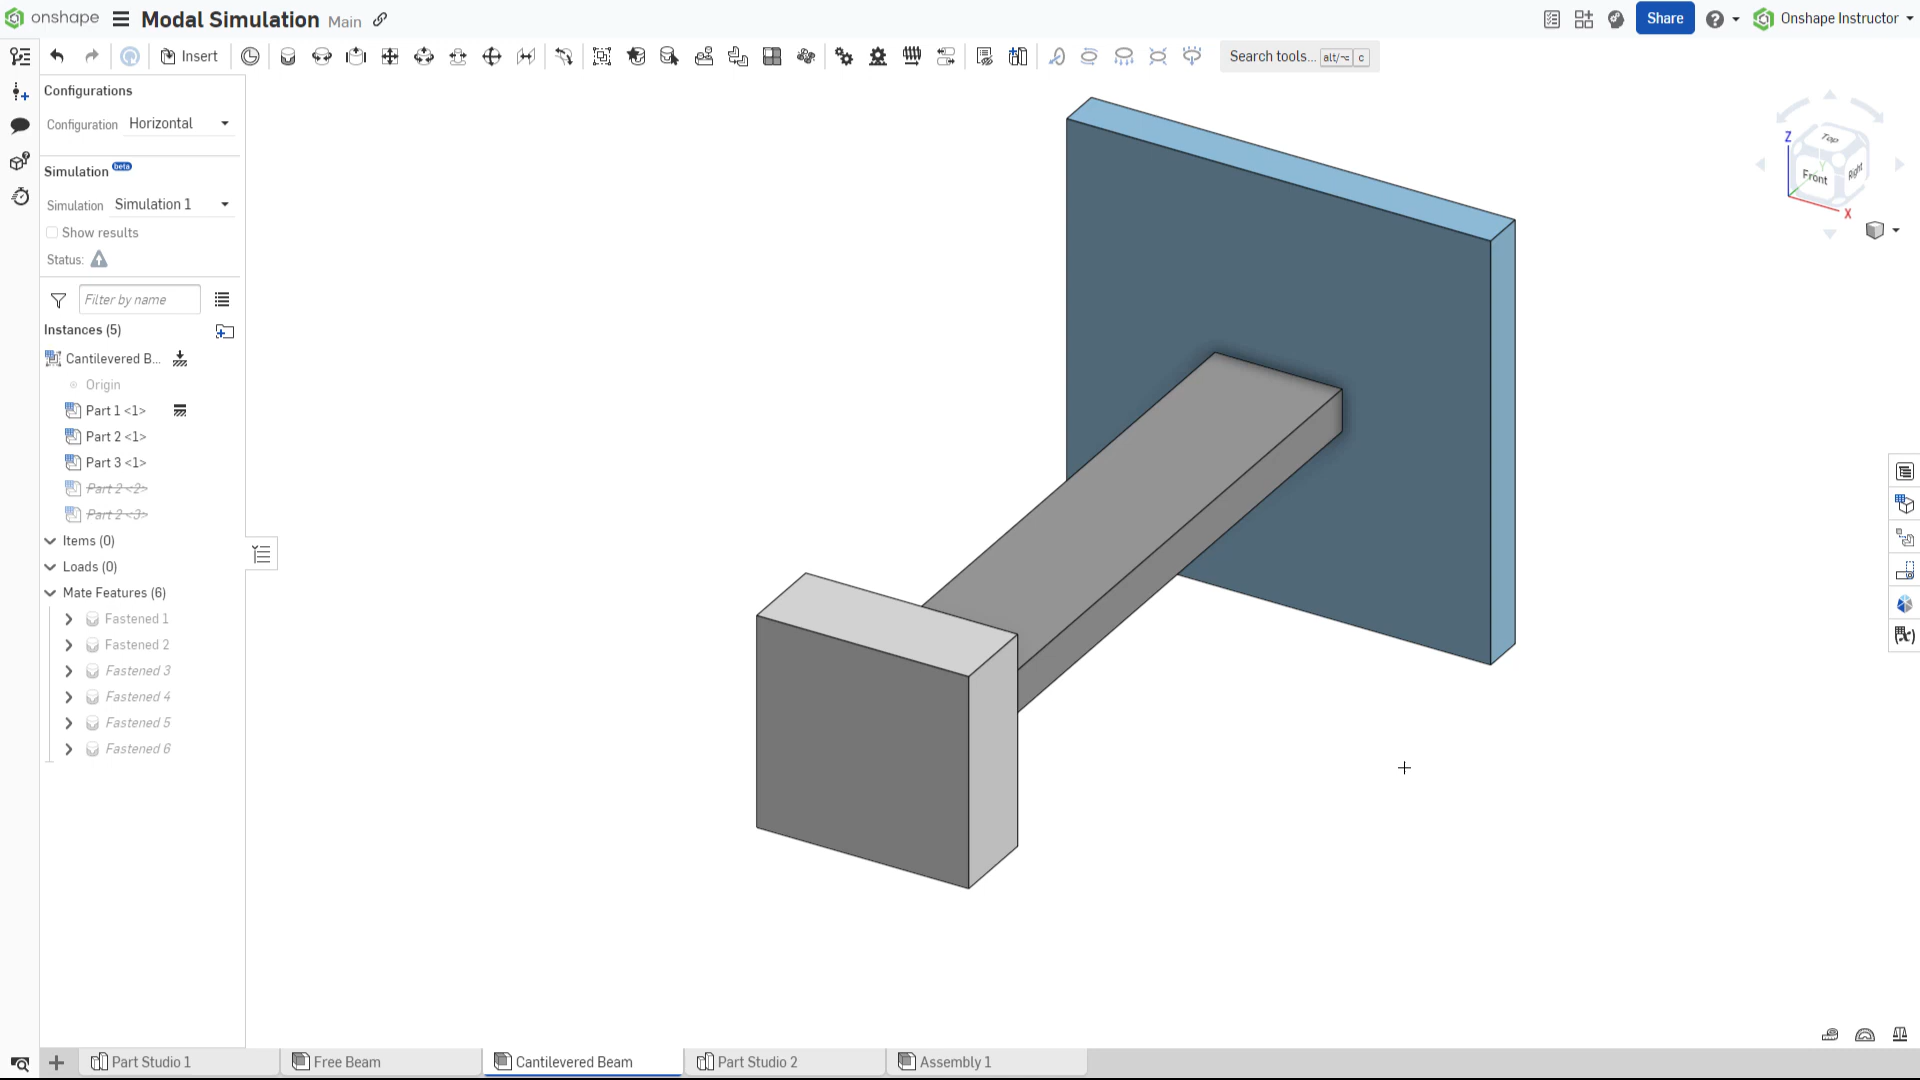 onshape Modal Simulation Main Share Onshape Instructor
Insert Search tools... alt/⌥ c
Configurations
Configuration Horizontal
Simulation beta
Simulation Simulation 1
Show results
Status:
Filter by name
Instances (5)
Cantilevered B...
Origin
Part 1 <1>
Part 2 <1>
Part 3 <1>
Part 2 <2>
Part 2 <3>
Items (0)
Loads (0)
Mate Features (6)
Fastened 1
Fastened 2
Fastened 3
Fastened 4
Fastened 5
Fastened 6
Z
Top
Y
Front
Right
X
Part Studio 1 Free Beam Cantilevered Beam Part Studio 2 Assembly 1